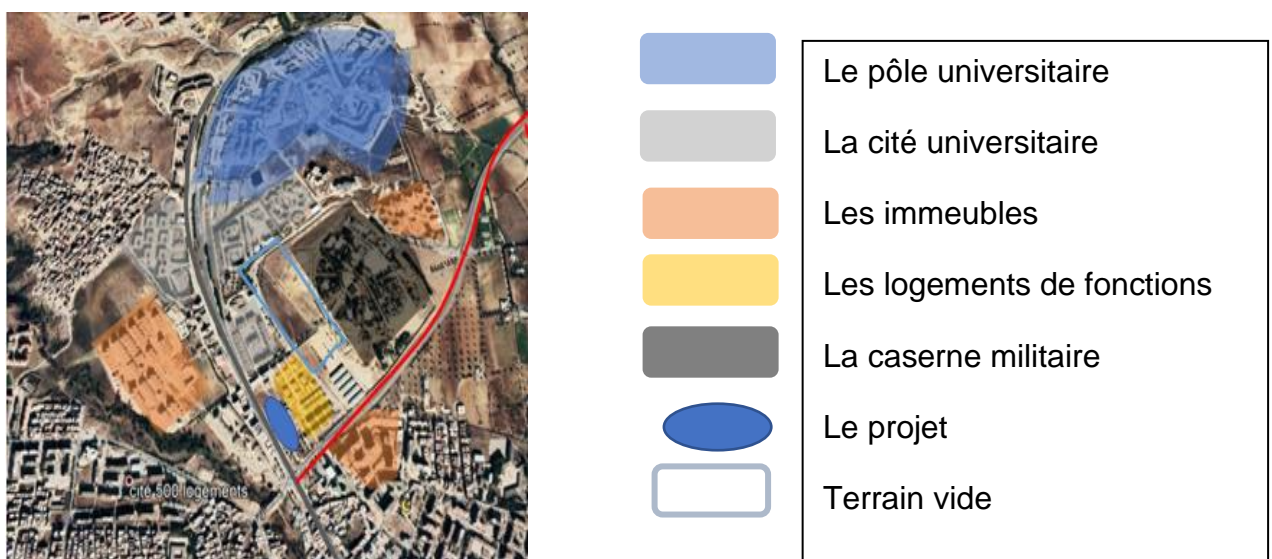 Le pôle universitaire
La cité universitaire
Les immeubles
Les logements de fonctions
La caserne militaire
Le projet
Terrain vide
cité 500 logements